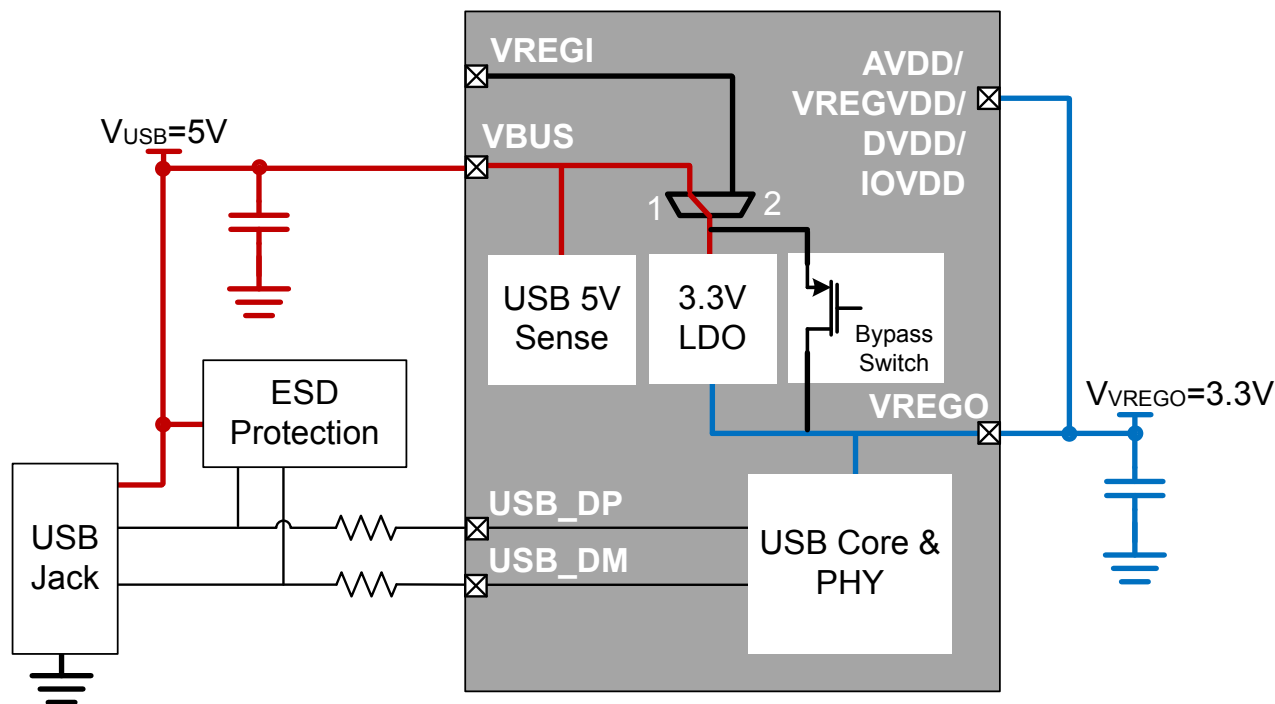 VREGI
AVDD/
VREGVDD/
DVDD/
IOVDD
VUSB=5V
VBUS
1
2
USB 5V
Sense
3.3V
LDO
Bypass
Switch
ESD
Protection
VREGO
VVREGO=3.3V
USB
Jack
USB_DP
USB_DM
USB Core &
PHY